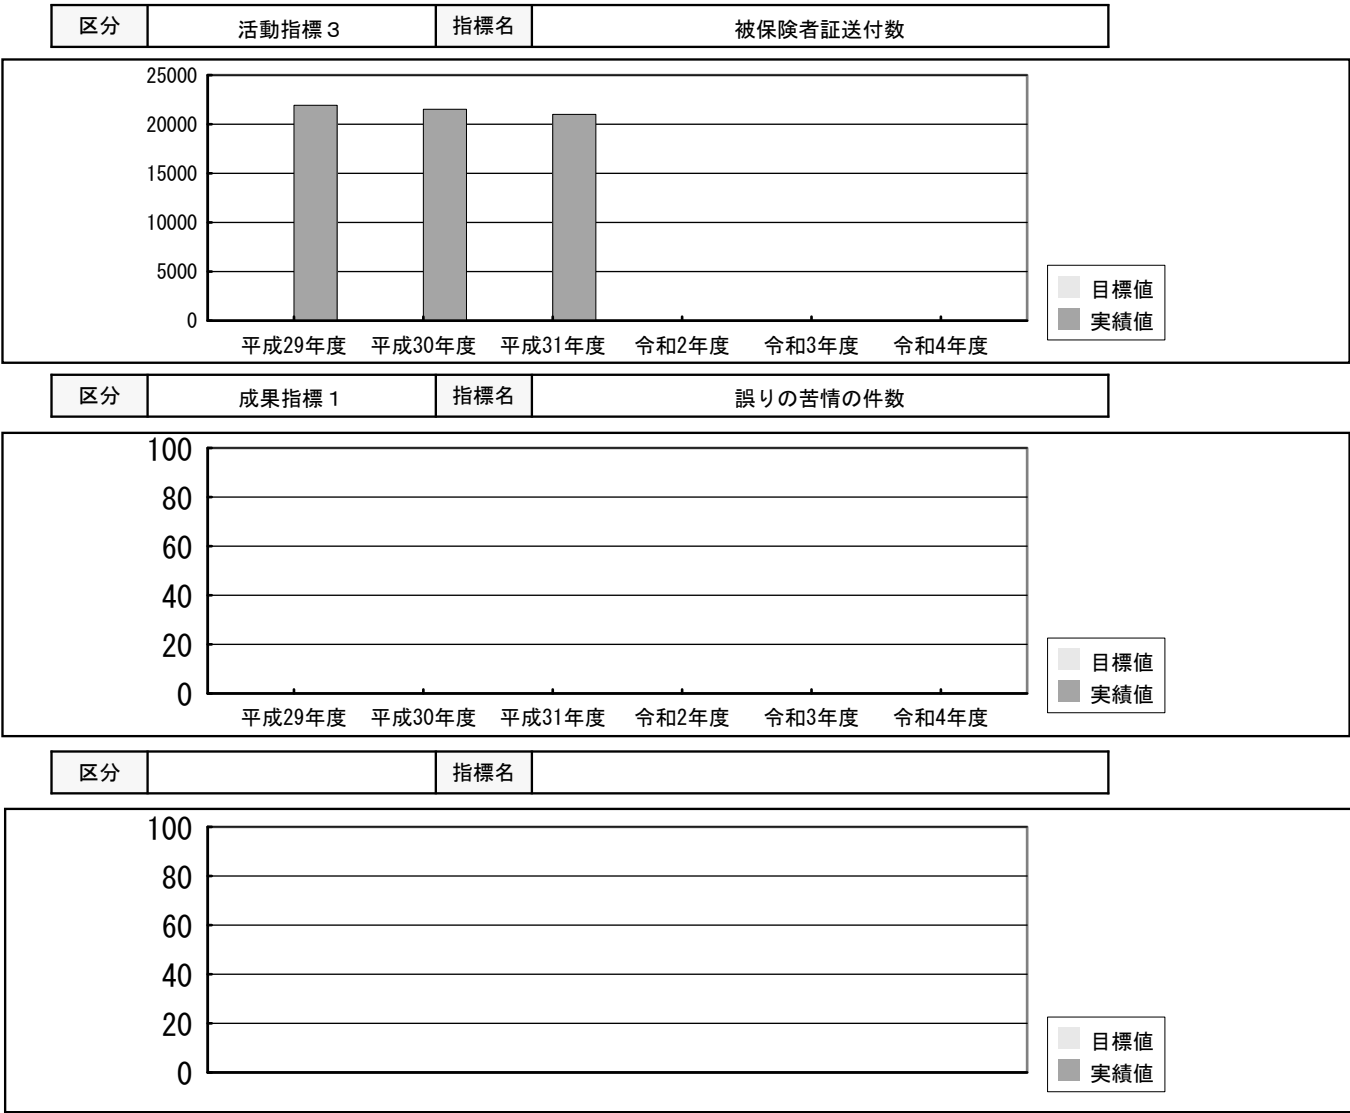 区分 活動指標３ 指標名 被保険者証送付数
25000
20000
15000
10000
5000
0
平成29年度 平成30年度 平成31年度 令和2年度 令和3年度 令和4年度
目標値
実績値
区分 成果指標１ 指標名 誤りの苦情の件数
100
80
60
40
20
0
平成29年度 平成30年度 平成31年度 令和2年度 令和3年度 令和4年度
目標値
実績値
区分 指標名
100
80
60
40
20
0
目標値
実績値